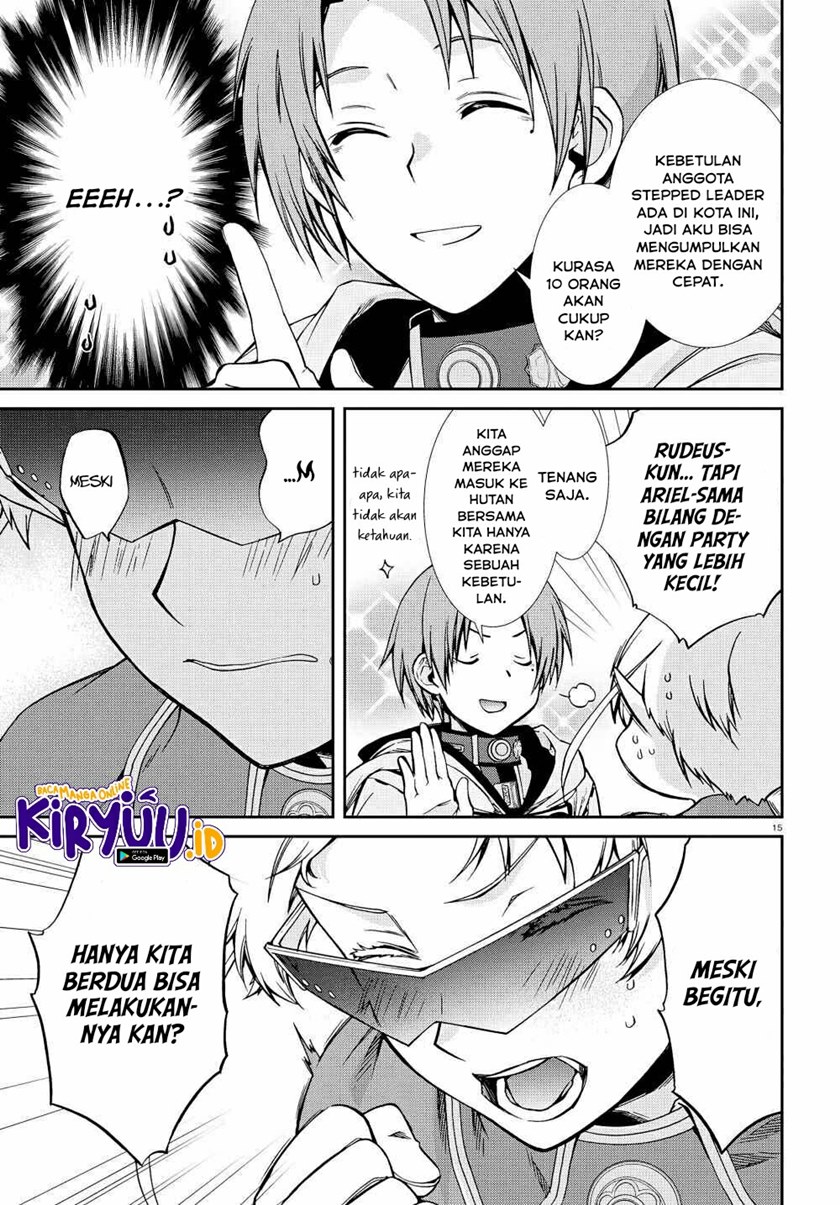 KEBETULAN
ANGGOTA
STEPPED LEADER
ADA DI KOTA INI,
JADI AKU BISA
MENGUMPULKAN
MEREKA DENGAN
CEPAT.
KURASA
10 ORANG
AKAN
CUKUP
KAN?
EEEH...?
RUDEUS-
KUN... TAPI
ARIEL-SAMA
BILANG DE-
NGAN PARTY
YANG LEBIH
KECIL!
TENANG
SAJA.
KITA
ANGGAP
MEREKA
MASUK KE
HUTAN
BERSAMA
KITA HANYA
KARENA
SEBUAH
KEBETU-
LAN.
tidak apa-
apa, kita
tidak akan
ketahuan.
...M
MESKI
15
BACA MANGA ONLINE
KIRYUU.id
Google Play
MESKI
BEGITU,
HANYA KITA
BERDUA BISA
MELAKUKAN-
NYA KAN?